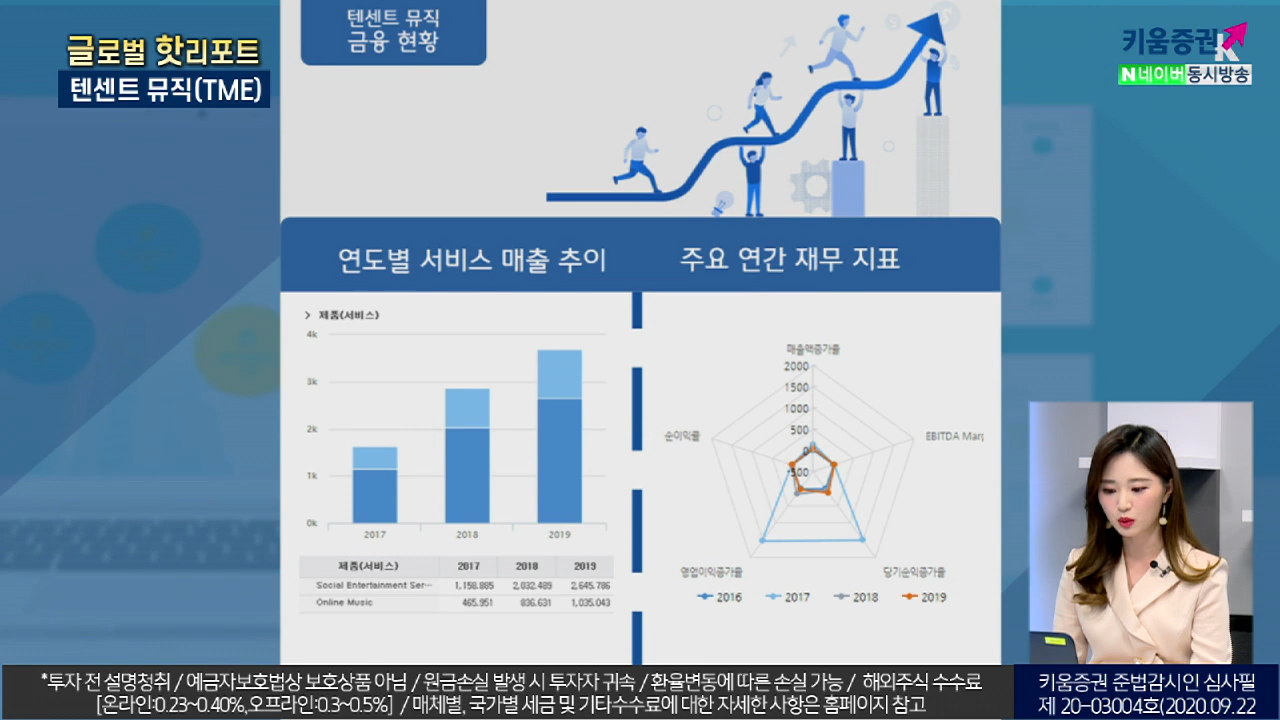 글로벌 핫리포트
텐센트 뮤직(TME)
텐센트 뮤직
금융 현황
키움증권
N 네이버 동시방송
연도별 서비스 매출 추이
주요 연간 재무 지표
> 제품(서비스)
4k
3k
2k
1k
0k
2017 2018 2019
제품(서비스) 2017 2018 2019
Social Entertainment Ser··· 1,158.885 2,032.489 2,645.786
Online Music 465.951 836.631 1,035.043
매출액증가율
2000
1500
1000
500
0
-500
순이익률
EBITDA Marg
영업이익증가율
당기순익증가율
2016 2017 2018 2019
*투자 전 설명청취 / 예금자보호법상 보호상품 아님 / 원금손실 발생 시 투자자 귀속 / 환율변동에 따른 손실 가능 / 해외주식 수수료
[온라인:0.23~0.40%,오프라인:0.3~0.5%] / 매체별, 국가별 세금 및 기타수수료에 대한 자세한 사항은 홈페이지 참고
키움증권 준법감시인 심사필
제 20-03004호(2020.09.22